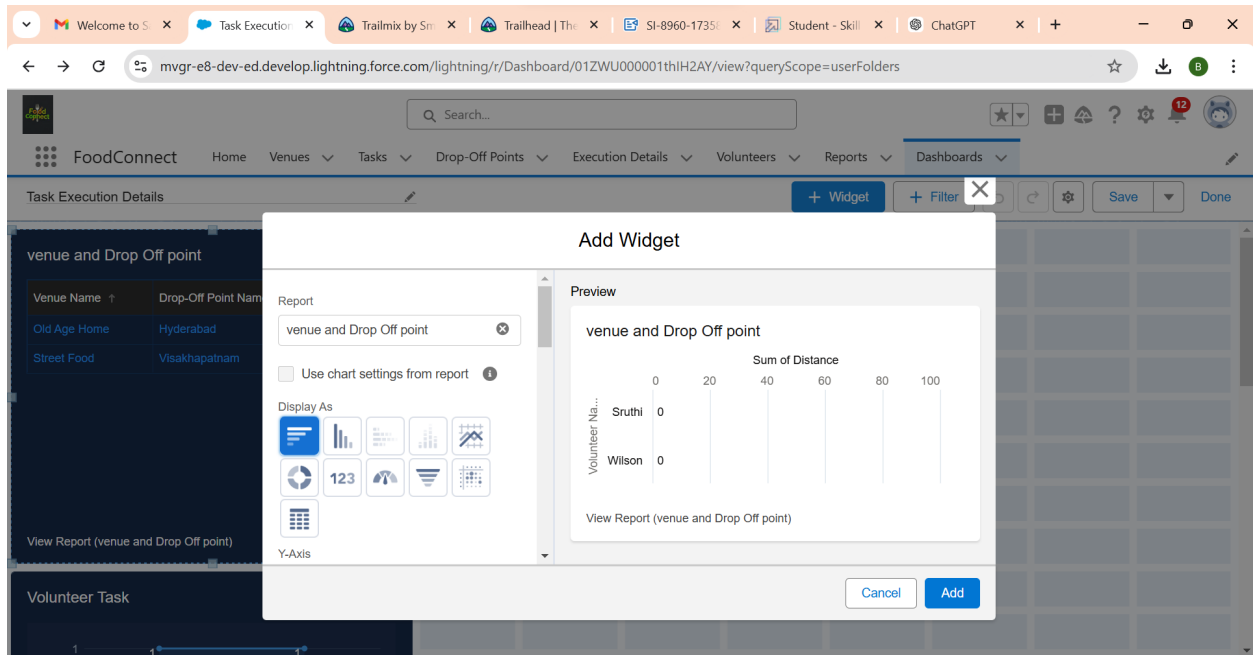 Welcome to S
Task Execution
Trailmix by Sm
Trailhead | The
SI-8960-17358
Student - Skill
ChatGPT
mvgr-e8-dev-ed.develop.lightning.force.com/lightning/r/Dashboard/01ZWU000001thIH2AY/view?queryScope=userFolders
B
Food Connect
Search...
12
FoodConnect Home Venues Tasks Drop-Off Points Execution Details Volunteers Reports Dashboards
Task Execution Details
+ Widget
+ Filter
Save
Done
venue and Drop Off point
Venue Name ↑ Drop-Off Point Nam
Old Age Home Hyderabad
Street Food Visakhapatnam
View Report (venue and Drop Off point)
Volunteer Task
1
1 1
Add Widget
Report
venue and Drop Off point
Use chart settings from report
Display As
123
Y-Axis
Preview
venue and Drop Off point
Sum of Distance
0 20 40 60 80 100
Volunteer Na...
Sruthi 0
Wilson 0
View Report (venue and Drop Off point)
Cancel
Add